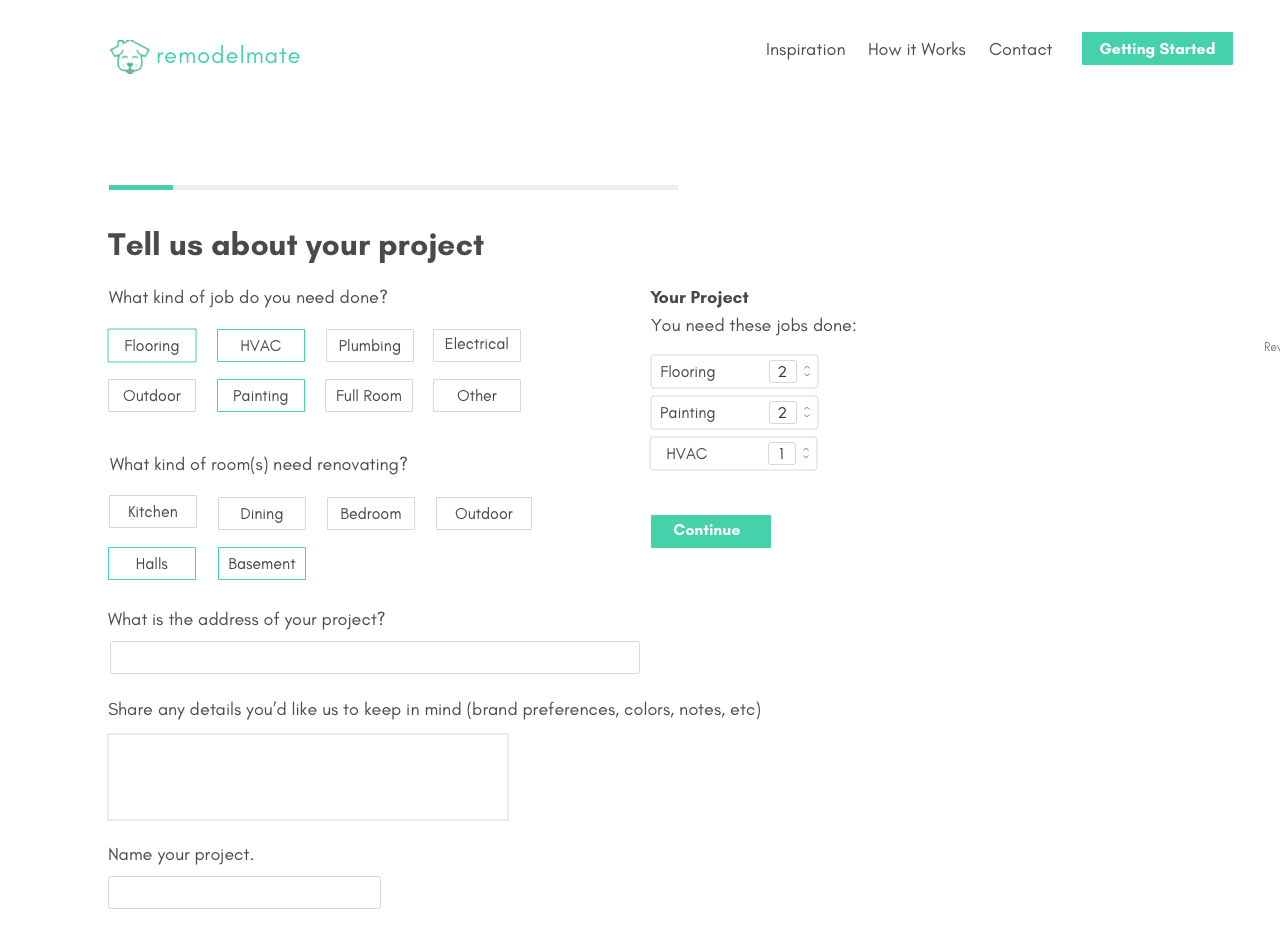 remodelmate
Inspiration How it Works Contact Getting Started
Tell us about your project
What kind of job do you need done?
Flooring HVAC Plumbing Electrical
Outdoor Painting Full Room Other
What kind of room(s) need renovating?
Kitchen Dining Bedroom Outdoor
Halls Basement
Your Project
You need these jobs done:
Flooring 2
Painting 2
HVAC 1
Continue
What is the address of your project?
Share any details you’d like us to keep in mind (brand preferences, colors, notes, etc)
Name your project.